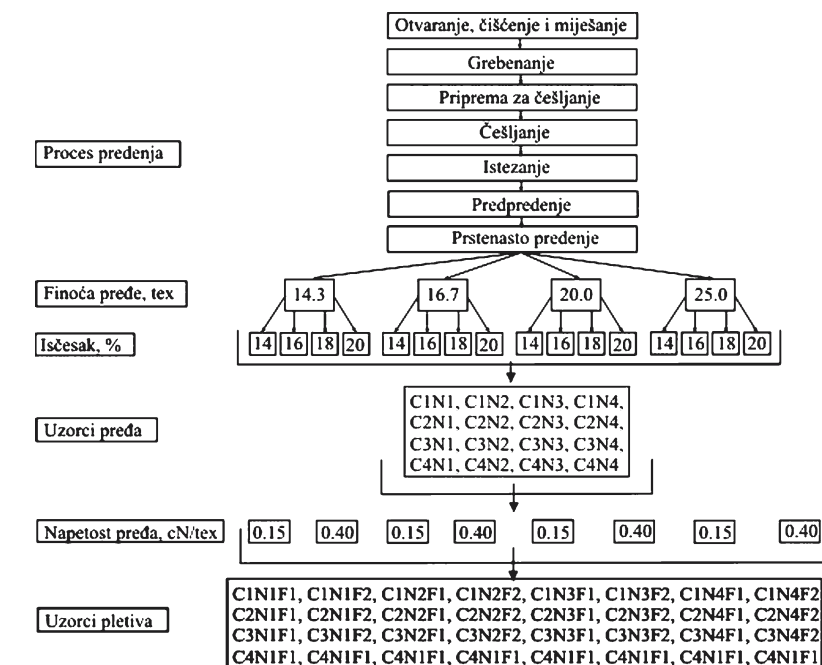 Otvaranje, čišćenje i miješanje
Grebenanje
Priprema za češljanje
Češljanje
Proces predenja
Istezanje
Predpredenje
Prstenasto predenje
Finoća pređe, tex 14.3 16.7 20.0 25.0
Isčesak, % 14 16 18 20 14 16 18 20 14 16 18 20 14 16 18 20
C1N1, C1N2, C1N3, C1N4,
C2N1, C2N2, C2N3, C2N4,
Uzorci pređa
C3N1, C3N2, C3N3, C3N4,
C4N1, C4N2, C4N3, C4N4
Napetost pređa, cN/tex 0.15 0.40 0.15 0.40 0.15 0.40 0.15 0.40
C1N1F1, C1N1F2, C1N2F1, C1N2F2, C1N3F1, C1N3F2, C1N4F1, C1N4F2
C2N1F1, C2N1F2, C2N2F1, C2N2F2, C2N3F1, C2N3F2, C2N4F1, C2N4F2
Uzorci pletiva
C3N1F1, C3N1F2, C3N2F1, C3N2F2, C3N3F1, C3N3F2, C3N4F1, C3N4F2
C4N1F1, C4N1F1, C4N1F1, C4N1F1, C4N1F1, C4N1F1, C4N1F1, C4N1F1